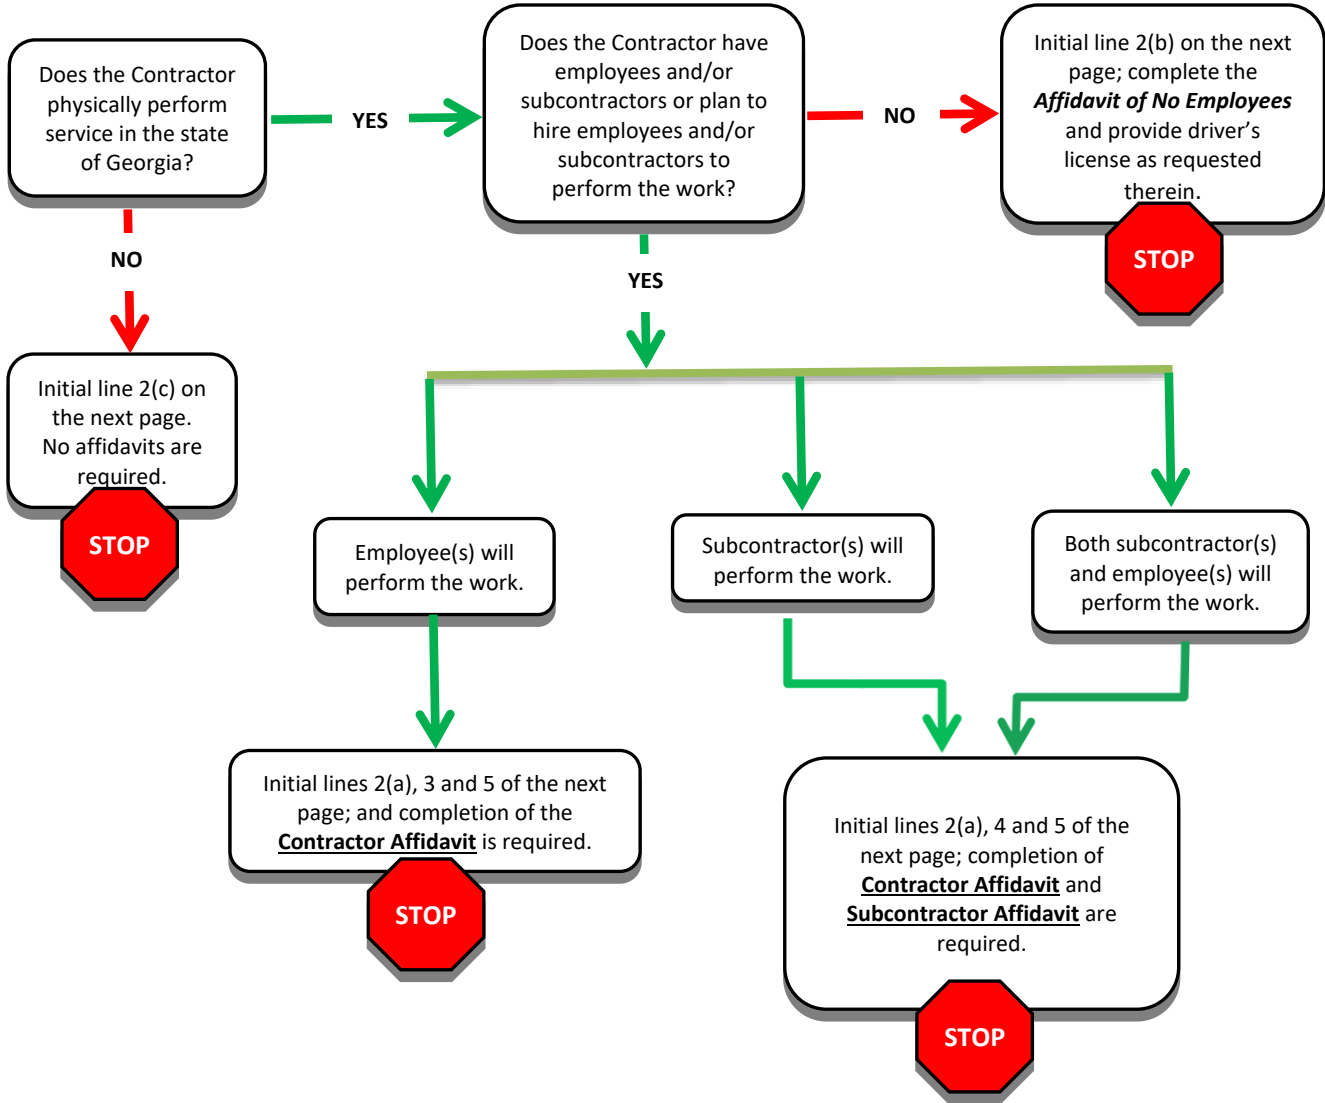 Does the Contractor
physically perform
service in the state
of Georgia?
YES
Does the Contractor have
employees and/or
subcontractors or plan to
hire employees and/or
subcontractors to
perform the work?
NO
Initial line 2(b) on the next
page; complete the
Affidavit of No Employees
and provide driver’s
license as requested
therein.
STOP
NO
Initial line 2(c) on
the next page.
No affidavits are
required.
STOP
YES
Employee(s) will
perform the work.
Subcontractor(s) will
perform the work.
Both subcontractor(s)
and employee(s) will
perform the work.
Initial lines 2(a), 3 and 5 of the next
page; and completion of the
Contractor Affidavit is required.
STOP
Initial lines 2(a), 4 and 5 of the
next page; completion of
Contractor Affidavit and
Subcontractor Affidavit are
required.
STOP